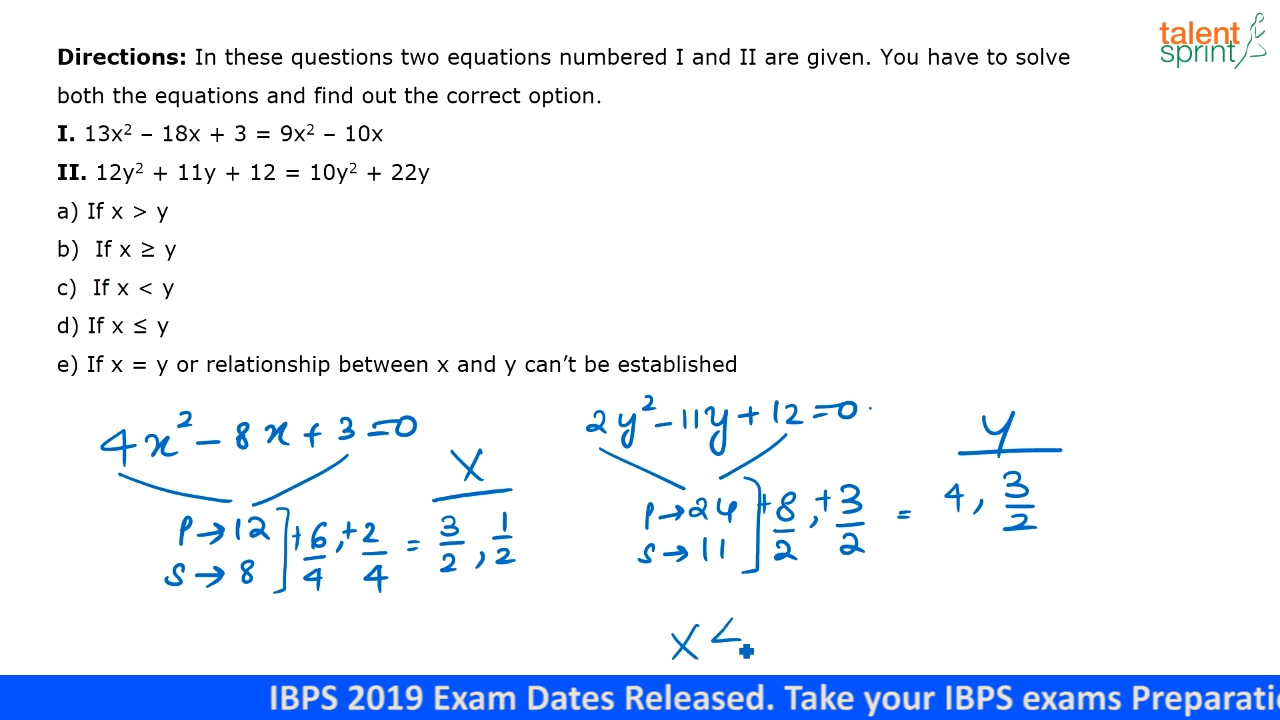 talent
sprint
Directions: In these questions two equations numbered I and II are given. You have to solve
both the equations and find out the correct option.
I. 13x² – 18x + 3 = 9x² – 10x
II. 12y² + 11y + 12 = 10y² + 22y
a) If x > y
b) If x ≥ y
c) If x < y
d) If x ≤ y
e) If x = y or relationship between x and y can’t be established
4x² – 8x + 3 = 0
P → 12
S → 8
+6/4, +2/4 =
X
3/2, 1/2
2y² – 11y + 12 = 0
P → 24
S → 11
+8/2, +3/2 =
y
4, 3/2
X <
IBPS 2019 Exam Dates Released. Take your IBPS exams Preparati